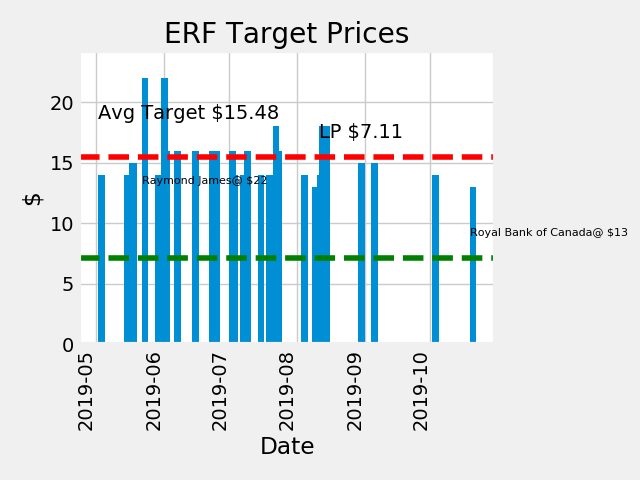 ERF Target Prices
$
20
15
10
5
0
Avg Target $15.48
LP $7.11
Raymond James@ $22
Royal Bank of Canada@ $13
2019-05
2019-06
2019-07
2019-08
2019-09
2019-10
Date